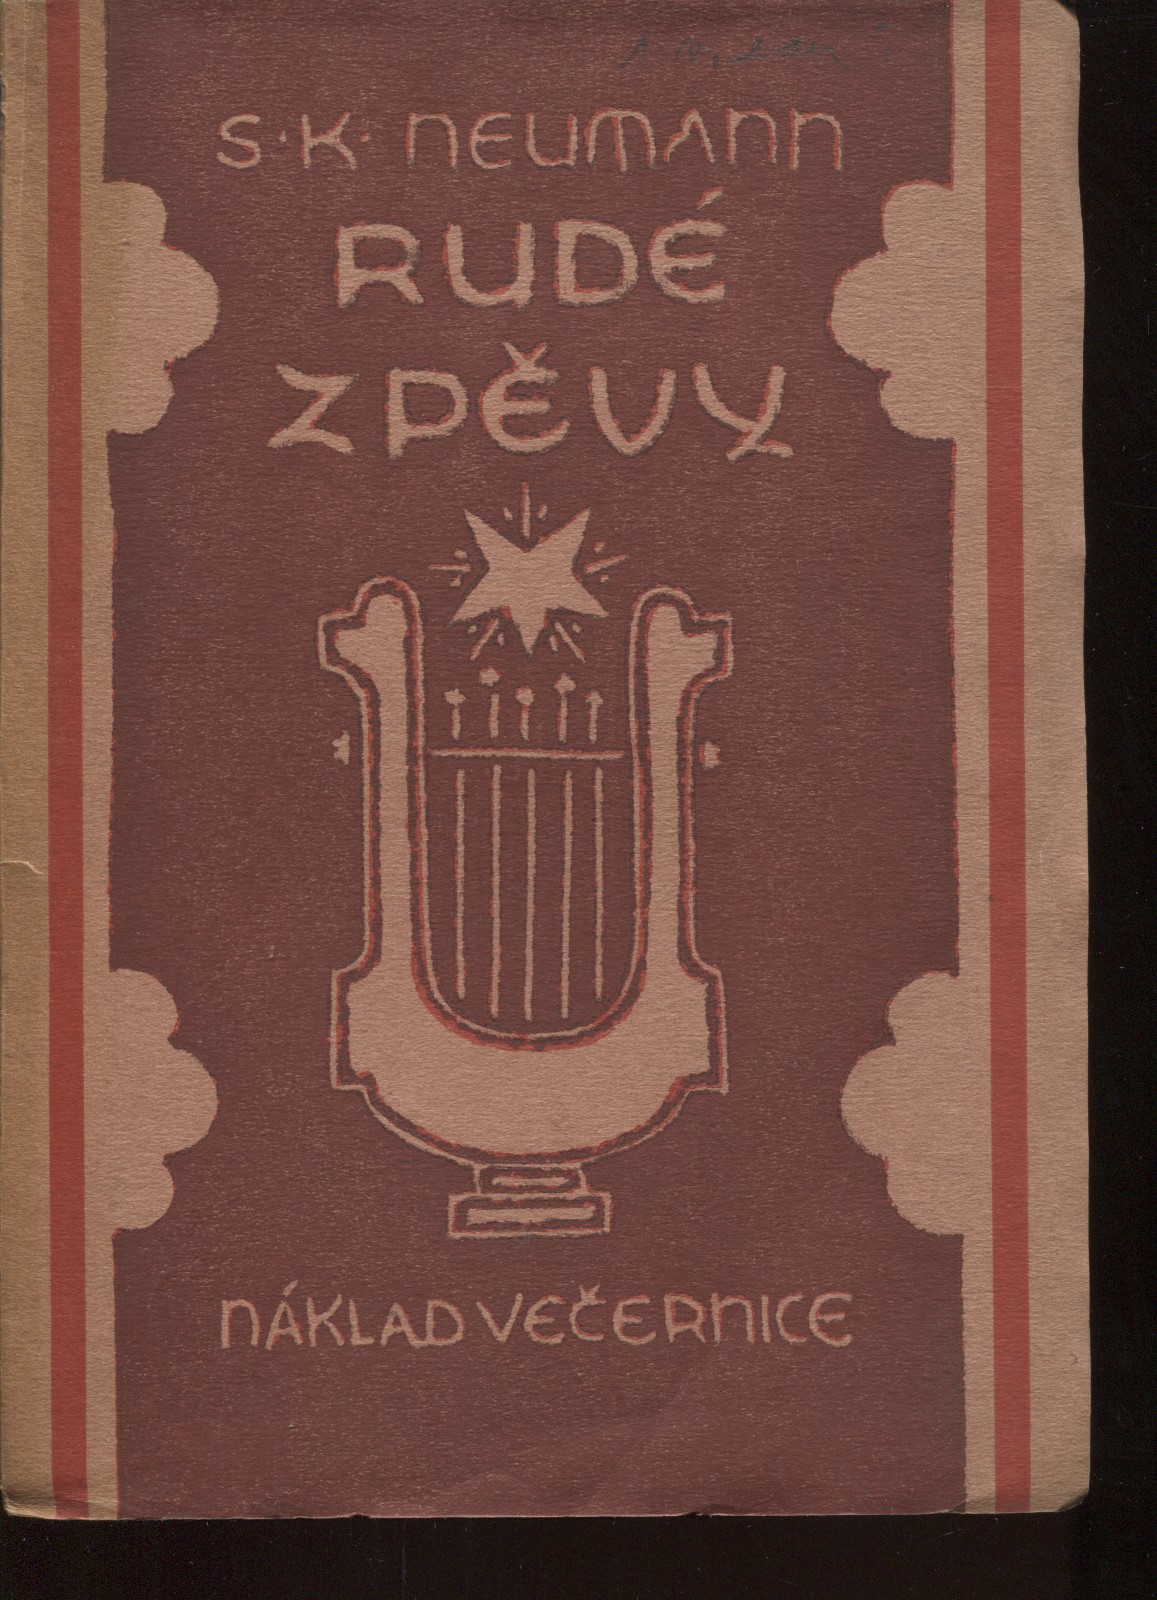 S·K· NEUMANN
RUDÉ
ZPĚVY
NÁKLAD VEČERNICE